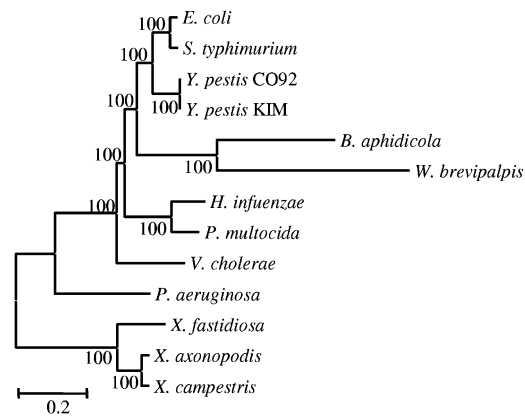 100
E. coli
100
S. typhimurium
Y. pestis CO92
100
100
Y. pestis KIM
B. aphidicola
100
100
W. brevipalpis
100
H. infuenzae
100
P. multocida
V. cholerae
P. aeruginosa
X. fastidiosa
100
X. axonopodis
100
X. campestris
0.2